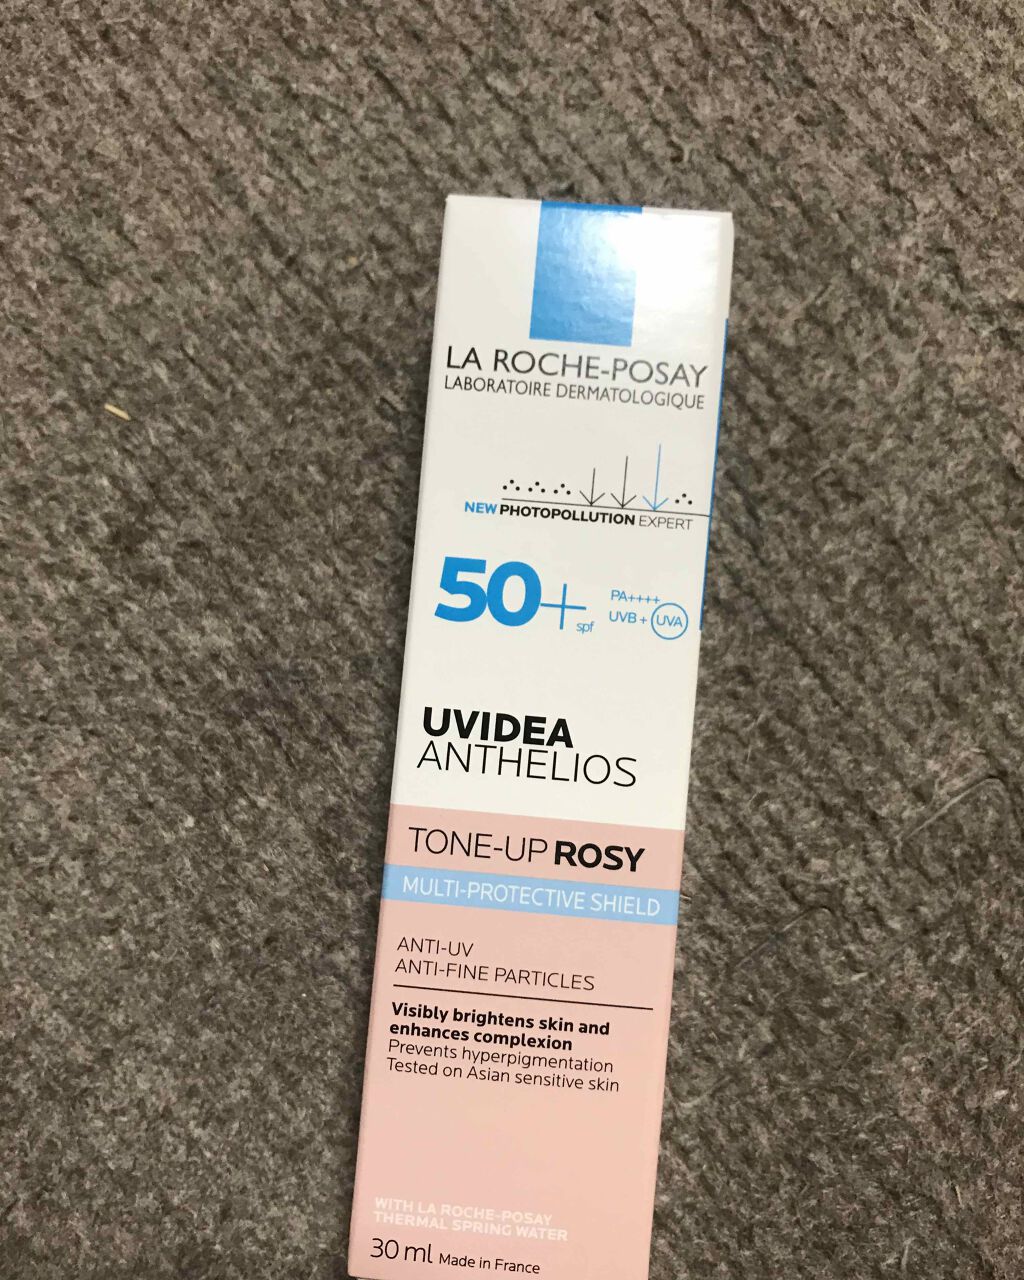 LA ROCHE-POSAY
LABORATOIRE DERMATOLOGIQUE
NEW PHOTOPOLLUTION EXPERT
50+ spf
PA++++
UVB + UVA
UVIDEA
ANTHELIOS
TONE-UP ROSY
MULTI-PROTECTIVE SHIELD
ANTI-UV
ANTI-FINE PARTICLES
Visibly brightens skin and
enhances complexion
Prevents hyperpigmentation
Tested on Asian sensitive skin
WITH LA ROCHE-POSAY
THERMAL SPRING WATER
30 ml Made in France